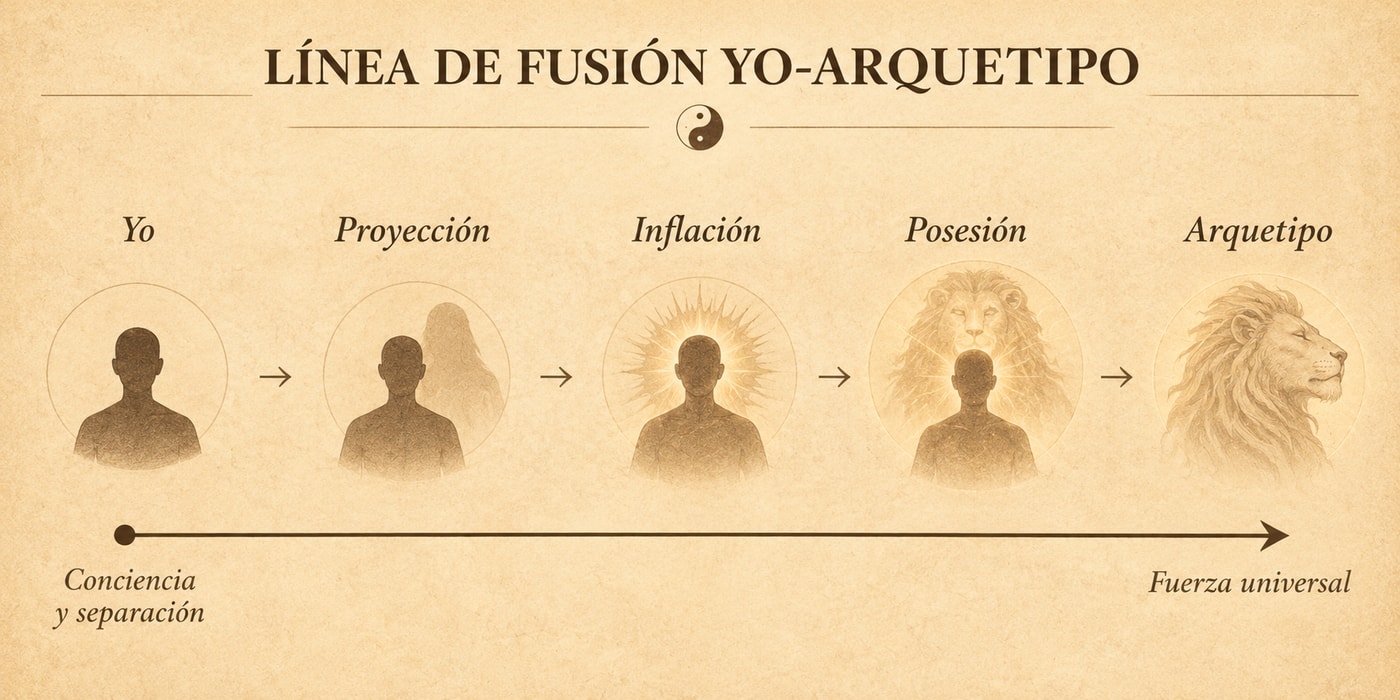 LÍNEA DE FUSIÓN YO-ARQUETIPO
Yo
Proyección
Inflación
Posesión
Arquetipo
Conciencia
y separación
Fuerza universal